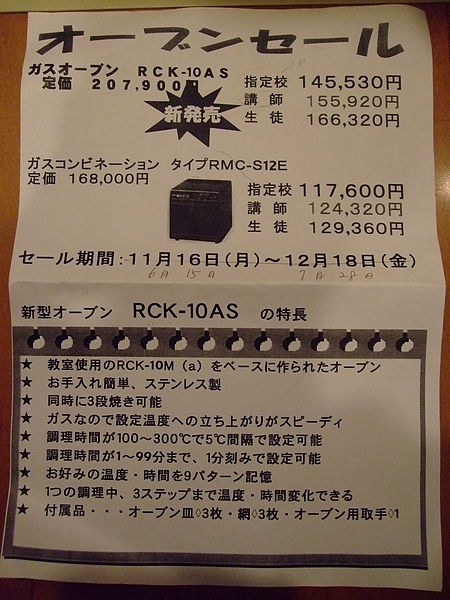 オーブンセール
ガスオーブン RCK-10AS
定価 207,900円
新発売
指定校 145,530円
講師 155,920円
生徒 166,320円
ガスコンビネーション タイプRMC-S12E
定価 168,000円
指定校 117,600円
講師 124,320円
生徒 129,360円
セール期間:11月16日(月)~12月18日(金)
6月 15日 7月 28日
新型オーブン RCK-10AS の特長
★ 教室使用のRCK-10M(a)をベースに作られたオーブン
★ お手入れ簡単、ステンレス製
★ 同時に3段焼き可能
★ ガスなので設定温度への立ち上がりがスピーディ
★ 調理時間が100~300℃で5℃間隔で設定可能
★ 調理時間が1~99分まで、1分刻みで設定可能
★ お好みの温度・時間を9パターン記憶
★ 1つの調理中、3ステップまで温度・時間変化できる
★ 付属品・・・オーブン皿◊3枚・網◊3枚・オーブン用取手◊1